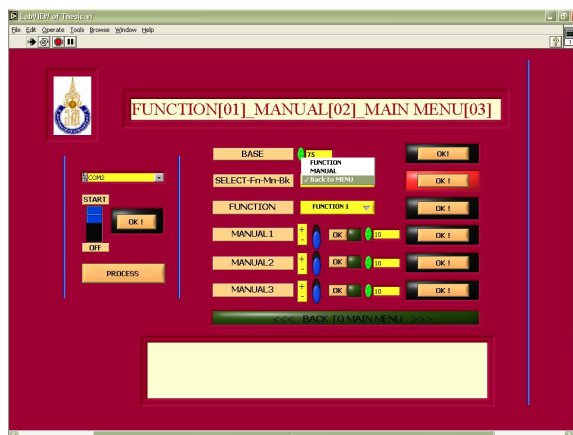 LabVIEW of Thesic.vi
File Edit Operate Tools Browse Window Help
FUNCTION[01]_MANUAL[02]_MAIN MENU[03]
BASE 75 OK!
FUNCTION
MANUAL
COM2 SELECT-Fn-Mn-Bk ✓ Back to MENU OK !
START FUNCTION FUNCTION 1 OK !
OK !
MANUAL1 + - OK 10 OK !
OFF
MANUAL2 + - OK 10 OK !
PROCESS
MANUAL3 + - OK 10 OK !
<<< BACK TO MAIN MENU >>>